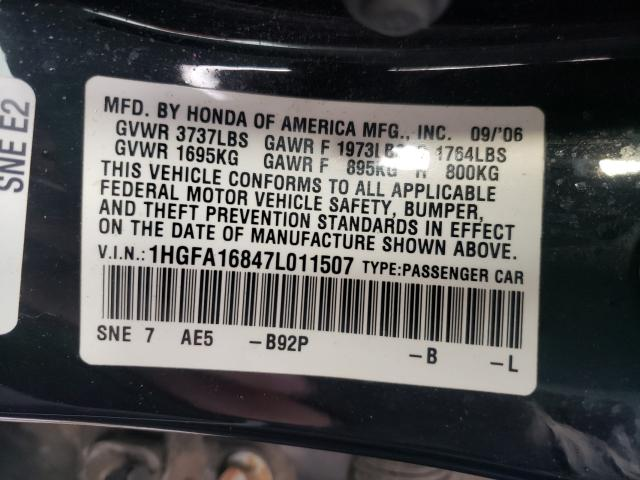 SNE E2
MFD. BY HONDA OF AMERICA MFG., INC. 09/'06
GVWR 3737LBS GAWR F 1973LBS R 1764LBS
GVWR 1695KG GAWR F 895KG R 800KG
THIS VEHICLE CONFORMS TO ALL APPLICABLE
FEDERAL MOTOR VEHICLE SAFETY, BUMPER,
AND THEFT PREVENTION STANDARDS IN EFFECT
ON THE DATE OF MANUFACTURE SHOWN ABOVE.
V.I.N.: 1HGFA16847L011507 TYPE:PASSENGER CAR
SNE 7 AE5 -B92P -B -L